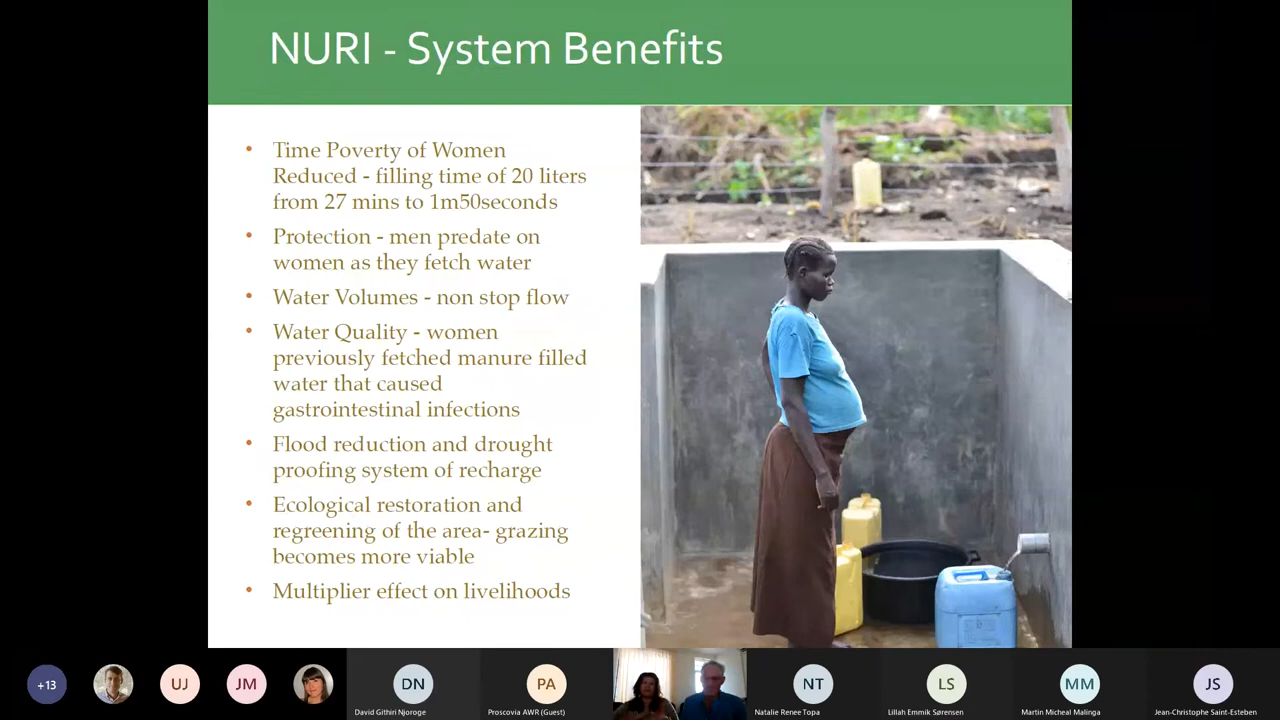 NURI - System Benefits
• Time Poverty of Women
Reduced - filling time of 20 liters
from 27 mins to 1m50seconds
• Protection - men predate on
women as they fetch water
• Water Volumes - non stop flow
• Water Quality - women
previously fetched manure filled
water that caused
gastrointestinal infections
• Flood reduction and drought
proofing system of recharge
• Ecological restoration and
regreening of the area- grazing
becomes more viable
• Multiplier effect on livelihoods
+13
UJ
JM
DN
David Githiri Njoroge
PA
Proscovia AWR (Guest)
NT
Natalie Renee Topa
LS
Lillah Emmik Sørensen
MM
Martin Micheal Malinga
JS
Jean-Christophe Saint-Esteben